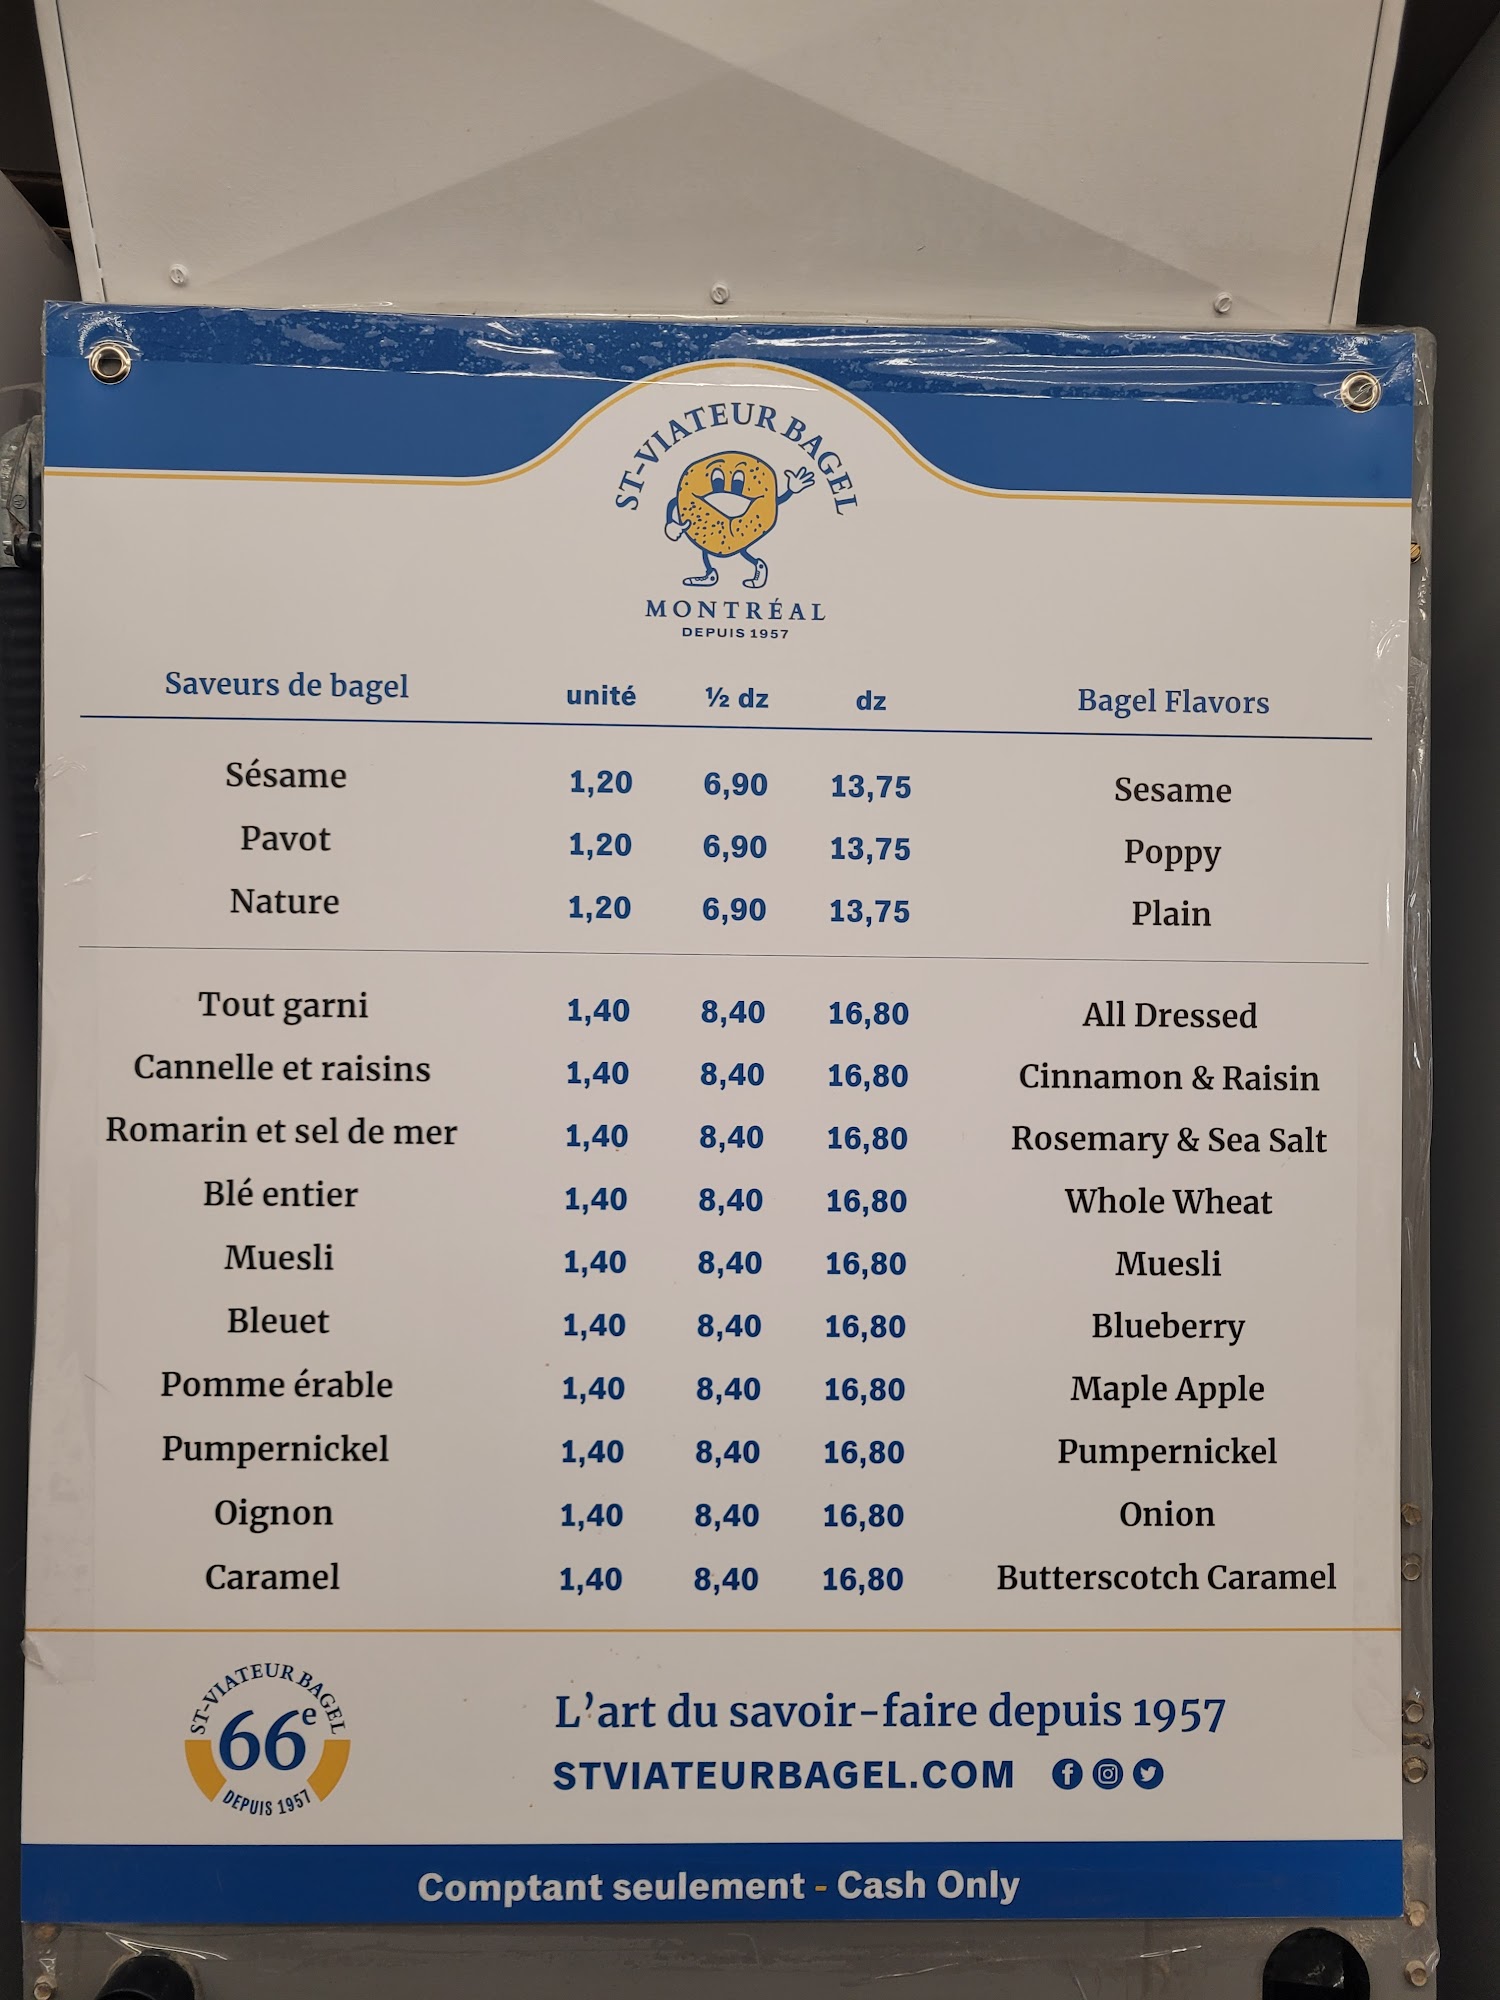 ST-VIATEUR BAGEL
MONTRÉAL
DEPUIS 1957
Saveurs de bagel unité ½ dz dz Bagel Flavors
Sésame 1,20 6,90 13,75 Sesame
Pavot 1,20 6,90 13,75 Poppy
Nature 1,20 6,90 13,75 Plain
Tout garni 1,40 8,40 16,80 All Dressed
Cannelle et raisins 1,40 8,40 16,80 Cinnamon & Raisin
Romarin et sel de mer 1,40 8,40 16,80 Rosemary & Sea Salt
Blé entier 1,40 8,40 16,80 Whole Wheat
Muesli 1,40 8,40 16,80 Muesli
Bleuet 1,40 8,40 16,80 Blueberry
Pomme érable 1,40 8,40 16,80 Maple Apple
Pumpernickel 1,40 8,40 16,80 Pumpernickel
Oignon 1,40 8,40 16,80 Onion
Caramel 1,40 8,40 16,80 Butterscotch Caramel
ST-VIATEUR BAGEL
66e
DEPUIS 1957
L'art du savoir-faire depuis 1957
STVIATEURBAGEL.COM
Comptant seulement - Cash Only